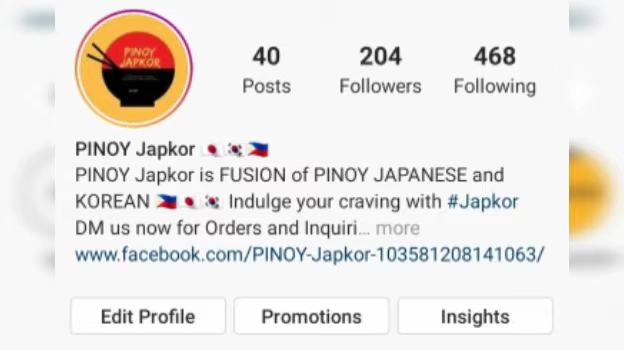 PINOY
JAPKOR
40 204 468
Posts Followers Following
PINOY Japkor 🇯🇵🇰🇷🇵🇭
PINOY Japkor is FUSION of PINOY JAPANESE and
KOREAN 🇵🇭🇯🇵🇰🇷 Indulge your craving with #Japkor
DM us now for Orders and Inquiri... more
www.facebook.com/PINOY-Japkor-103581208141063/
Edit Profile Promotions Insights